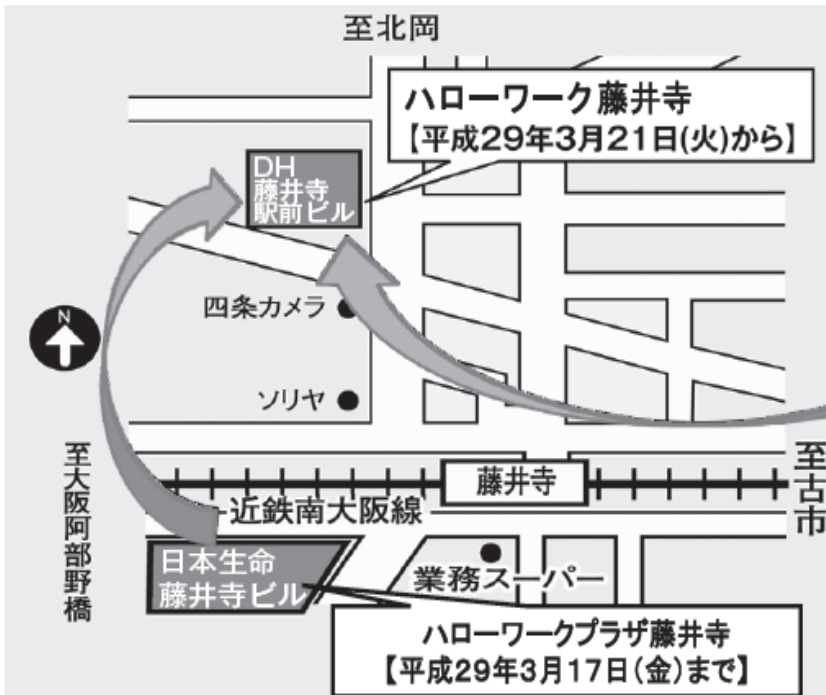 至北岡
ハローワーク藤井寺
【平成29年3月21日(火)から】
DH
藤井寺
駅前ビル
四条カメラ
N
ソリヤ
至大阪阿部野橋
藤井寺
至古市
近鉄南大阪線
日本生命
藤井寺ビル
業務スーパー
ハローワークプラザ藤井寺
【平成29年3月17日(金)まで】